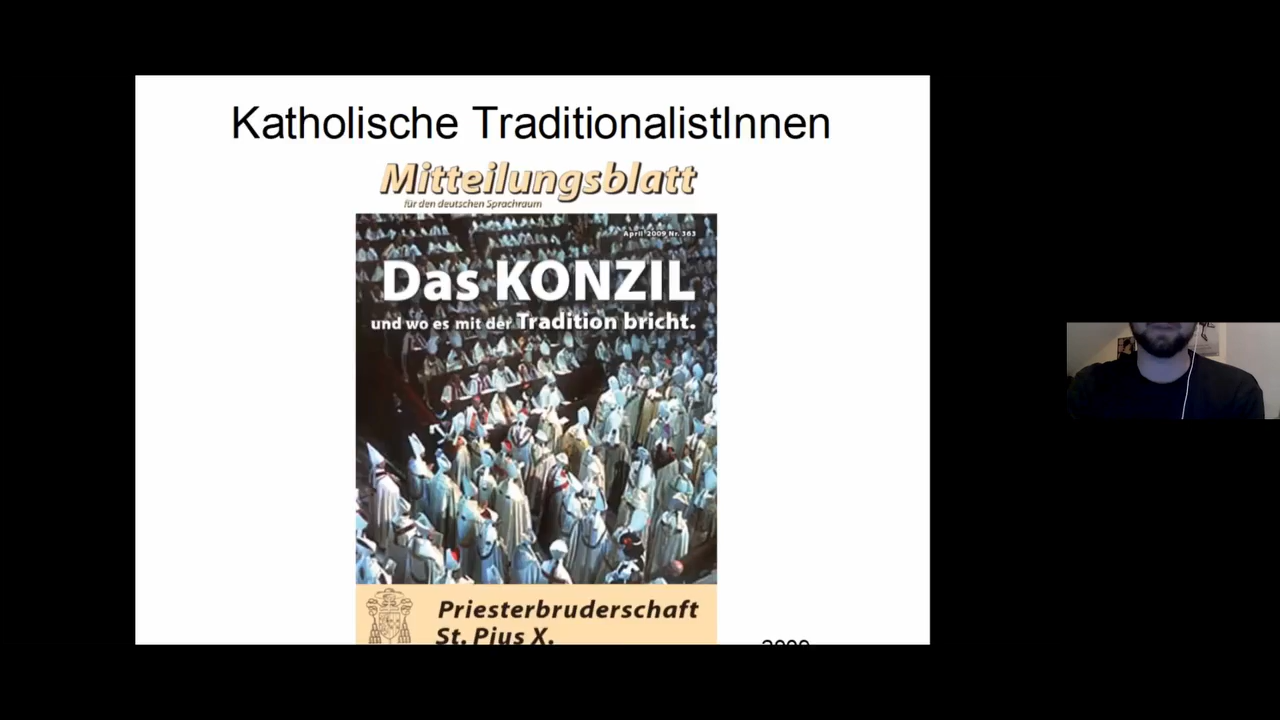 Katholische TraditionalistInnen
Mitteilungsblatt
für den deutschen Sprachraum
April 2009 Nr. 363
Das KONZIL
und wo es mit der Tradition bricht.
Priesterbruderschaft
St. Pius X.
2009